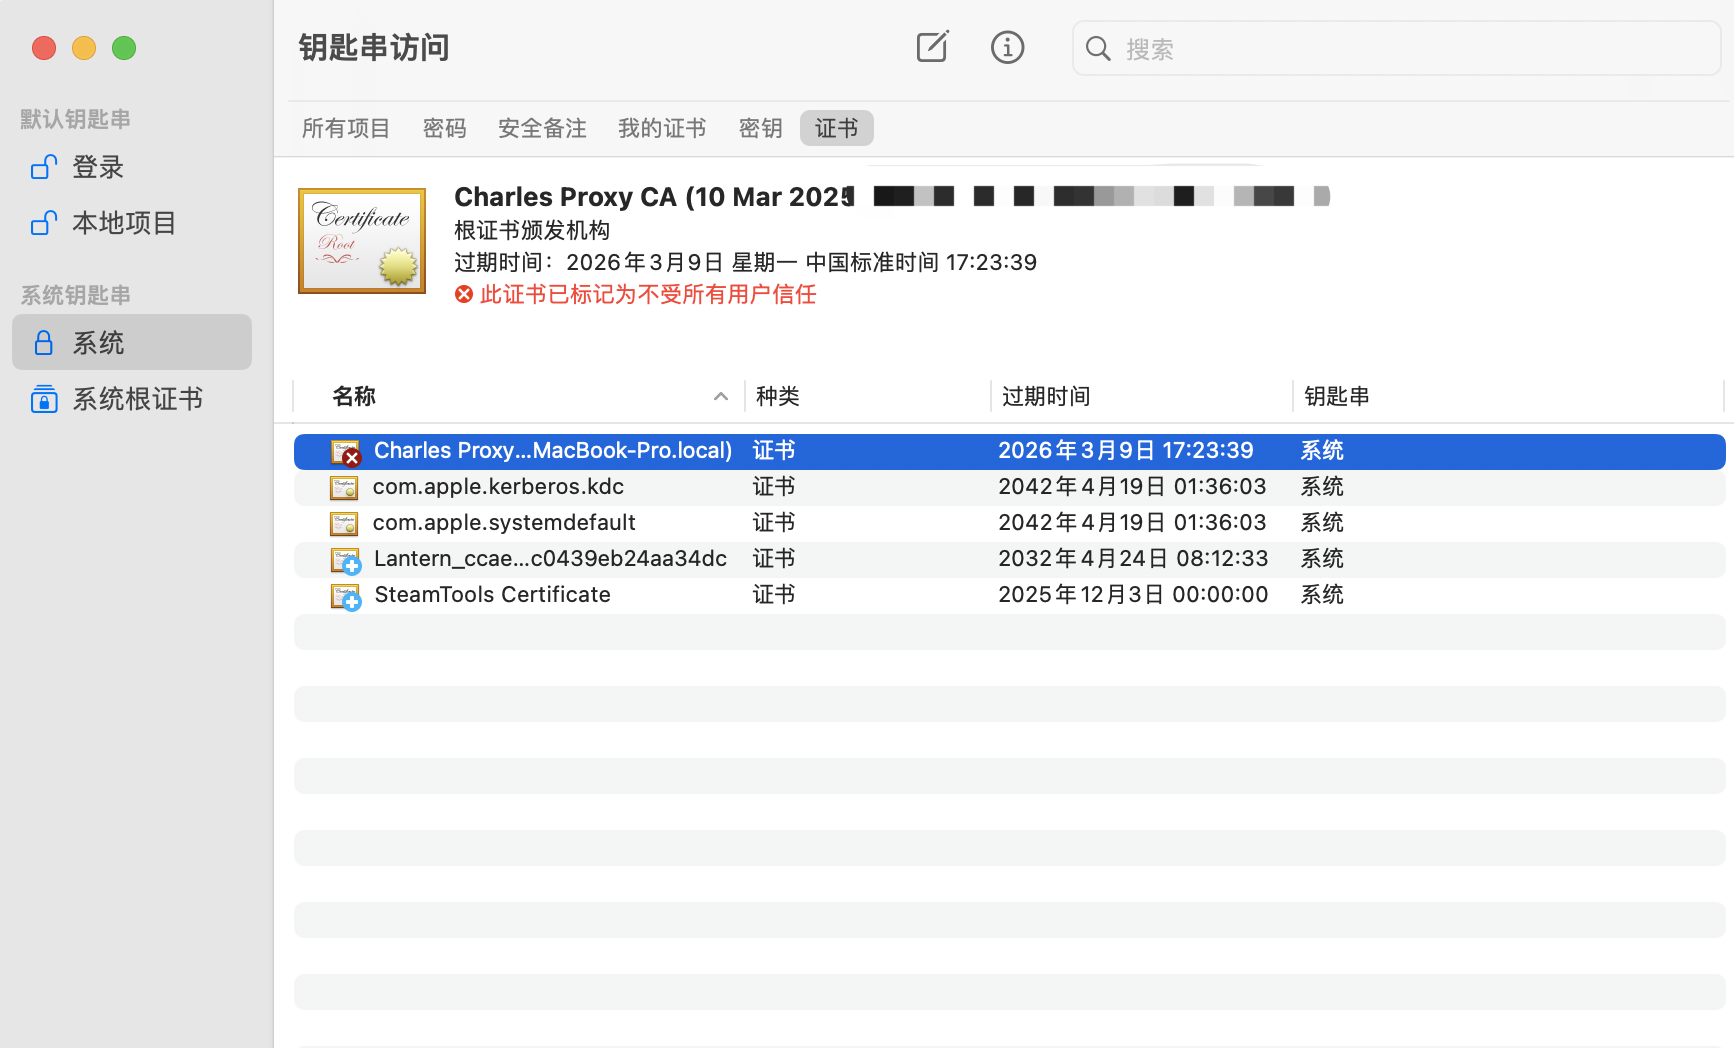 钥匙串访问
搜索
默认钥匙串
登录
本地项目
系统钥匙串
系统
系统根证书
所有项目 密码 安全备注 我的证书 密钥 证书
Certificate
Root
Charles Proxy CA (10 Mar 2025
根证书颁发机构
过期时间：2026年3月9日 星期一 中国标准时间 17:23:39
此证书已标记为不受所有用户信任
名称 种类 过期时间 钥匙串
Charles Proxy...MacBook-Pro.local) 证书 2026年3月9日 17:23:39 系统
com.apple.kerberos.kdc 证书 2042年4月19日 01:36:03 系统
com.apple.systemdefault 证书 2042年4月19日 01:36:03 系统
Lantern_ccae...c0439eb24aa34dc 证书 2032年4月24日 08:12:33 系统
SteamTools Certificate 证书 2025年12月3日 00:00:00 系统